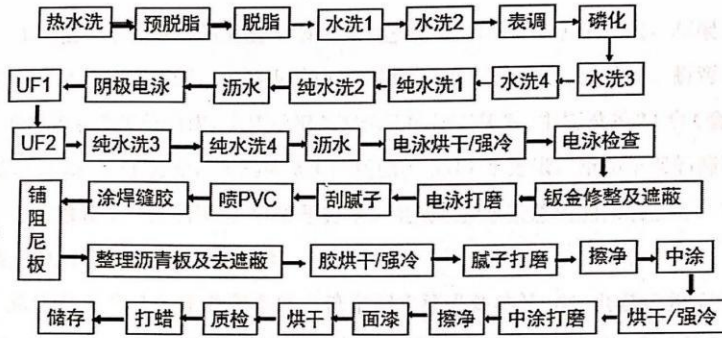 热水洗 预脱脂 脱脂 水洗1 水洗2 表调 磷化
UF1 阴极电泳 沥水 纯水洗2 纯水洗1 水洗4 水洗3
UF2 纯水洗3 纯水洗4 沥水 电泳烘干/强冷 电泳检查
铺阻尼板
涂焊缝胶 喷PVC 刮腻子 电泳打磨 钣金修整及遮蔽
整理沥青板及去遮蔽 胶烘干/强冷 腻子打磨 擦净 中涂
储存 打蜡 质检 烘干 面漆 擦净 中涂打磨 烘干/强冷